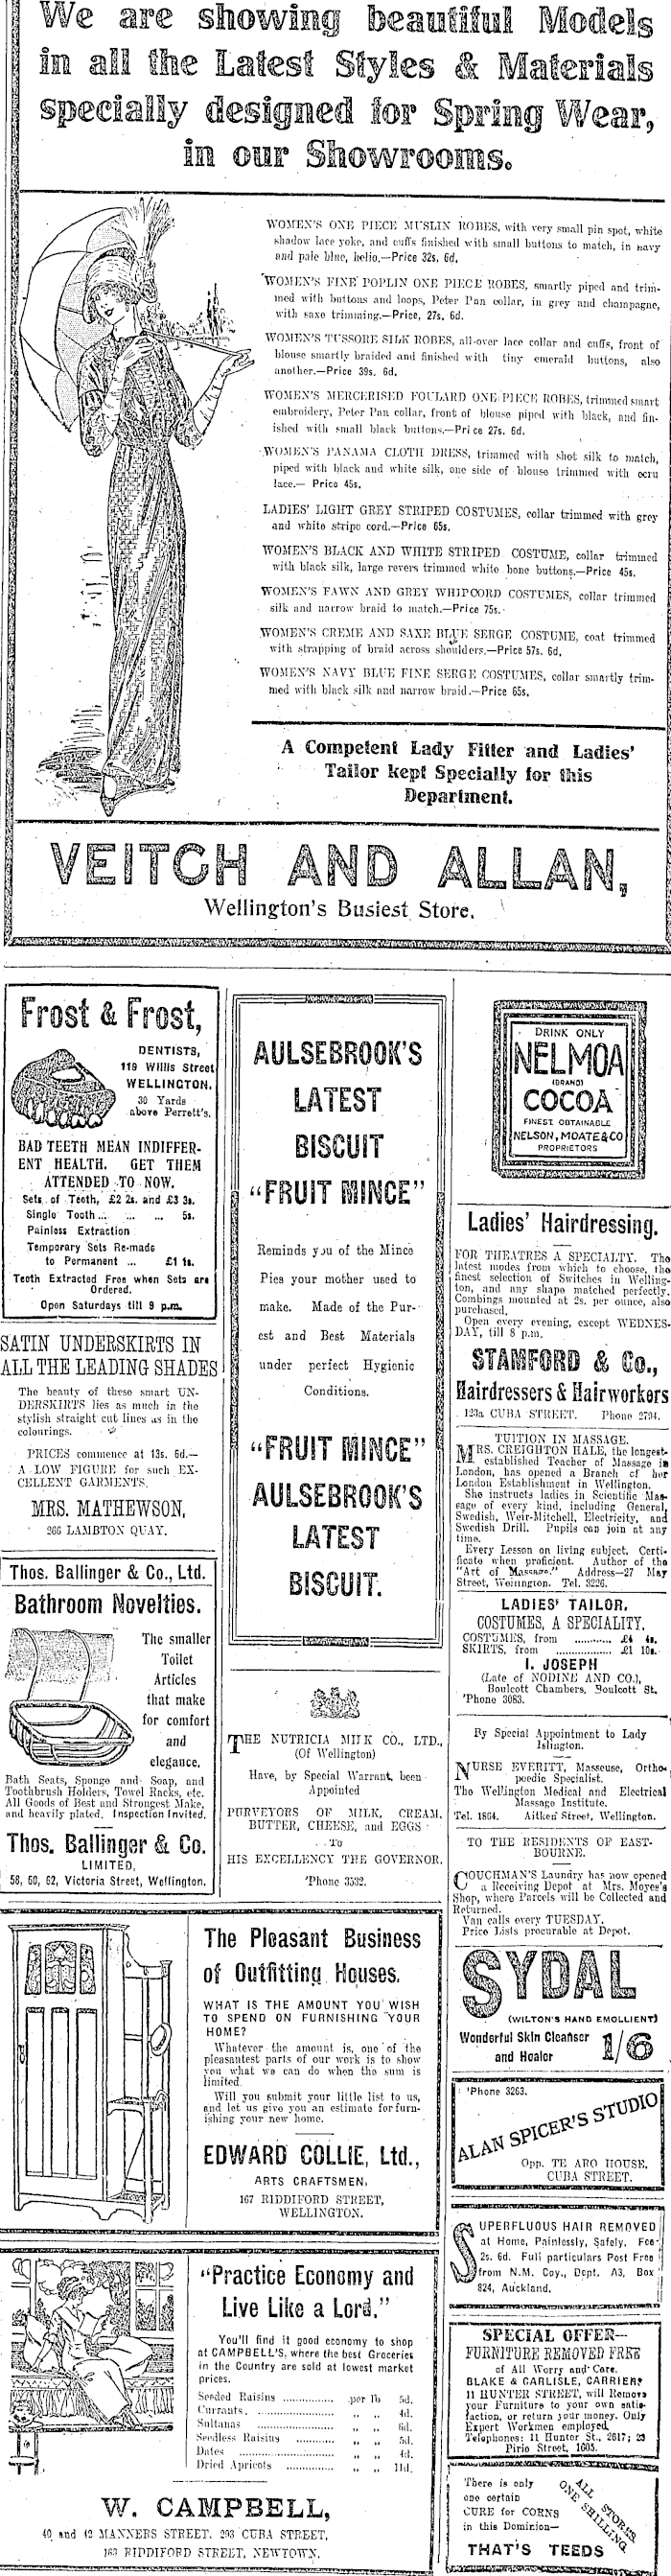 We are showing beautiful Models
in all the Latest Styles & Materials
specially designed for Spring Wear,
in our Showrooms.
WOMEN'S ONE PIECE MUSLIN ROBES, with very small pin spot, white
shadow lace yoke, and cuffs finished with small buttons to match, in navy
and pale blue, helio.—Price 32s. 6d.
WOMEN'S FINE POPLIN ONE PIECE ROBES, smartly piped and trim-
med with buttons and loops, Peter Pan collar, in grey and champagne,
with saxe trimming.—Price, 27s. 6d.
WOMEN'S TUSSORE SILK ROBES, all-over lace collar and cuffs, front of
blouse smartly braided and finished with tiny emerald buttons, also
another.—Price 39s. 6d.
WOMEN'S MERCERISED FOULARD ONE PIECE ROBES, trimmed smart
embroidery, Peter Pan collar, front of blouse piped with black, and fin-
ished with small black buttons.—Price 27s. 6d.
WOMEN'S PANAMA CLOTH DRESS, trimmed with shot silk to match,
piped with black and white silk, one side of blouse trimmed with ecru
lace.— Price 45s.
LADIES' LIGHT GREY STRIPED COSTUMES, collar trimmed with grey
and white stripe cord.—Price 65s.
WOMEN'S BLACK AND WHITE STRIPED COSTUME, collar trimmed
with black silk, large revers trimmed white bone buttons.—Price 45s.
WOMEN'S FAWN AND GREY WHIPCORD COSTUMES, collar trimmed
silk and narrow braid to match.—Price 75s.
WOMEN'S CREME AND SAXE BLUE SERGE COSTUME, coat trimmed
with strapping of braid across shoulders.—Price 57s. 6d.
WOMEN'S NAVY BLUE FINE SERGE COSTUMES, collar smartly trim-
med with black silk and narrow braid.—Price 65s.
A Competent Lady Fitter and Ladies'
Tailor kept Specially for this
Department.
VEITCH AND ALLAN,
Wellington's Busiest Store.
Frost & Frost,
DENTISTS,
119 Willis Street
WELLINGTON.
30 Yards
above Perrett's.
BAD TEETH MEAN INDIFFER-
ENT HEALTH. GET THEM
ATTENDED TO NOW.
Sets of Teeth, £2 2s. and £3 3s.
Single Tooth ... ... ... 5s.
Painless Extraction
Temporary Sets Re-made
to Permanent ... £1 1s.
Teeth Extracted Free when Sets are
Ordered.
Open Saturdays till 9 p.m.
SATIN UNDERSKIRTS IN
ALL THE LEADING SHADES
The beauty of these smart UN-
DERSKIRTS lies as much in the
stylish straight cut lines as in the
colourings.
PRICES commence at 13s. 6d.—
A LOW FIGURE for such EX-
CELLENT GARMENTS.
MRS. MATHEWSON,
266 LAMBTON QUAY.
Thos. Ballinger & Co., Ltd.
Bathroom Novelties.
The smaller
Toilet
Articles
that make
for comfort
and
elegance.
Bath Seats, Sponge and Soap, and
Toothbrush Holders, Towel Racks, etc.
All Goods of Best and Strongest Make,
and heavily plated. Inspection Invited.
Thos. Ballinger & Co.
LIMITED,
58, 60, 62, Victoria Street, Wellington.
AULSEBROOK'S
LATEST
BISCUIT
"FRUIT MINCE"
Reminds you of the Mince
Pies your mother used to
make. Made of the Pur-
est and Best Materials
under perfect Hygienic
Conditions.
"FRUIT MINCE"
AULSEBROOK'S
LATEST
BISCUIT.
THE NUTRICIA MILK CO., LTD.,
(Of Wellington)
Have, by Special Warrant, been
Appointed
PURVEYORS OF MILK, CREAM,
BUTTER, CHEESE, and EGGS
To
HIS EXCELLENCY THE GOVERNOR.
'Phone 3532.
DRINK ONLY
NELMOA
(BRAND)
COCOA
FINEST OBTAINABLE
NELSON, MOATE & CO
PROPRIETORS
Ladies' Hairdressing.
FOR THEATRES A SPECIALTY. The
latest modes from which to choose, the
finest selection of Switches in Welling-
ton, and any shape matched perfectly.
Combings mounted at 2s. per ounce, also
purchased.
Open every evening, except WEDNES-
DAY, till 8 p.m.
STAMFORD & Co.,
Hairdressers & Hairworkers
123a CUBA STREET. Phone 2794.
TUITION IN MASSAGE.
MRS. CREIGHTON HALE, the longest-
established Teacher of Massage in
London, has opened a Branch of her
London Establishment in Wellington.
She instructs ladies in Scientific Mas-
sage of every kind, including General,
Swedish, Weir-Mitchell, Electricity, and
Swedish Drill. Pupils can join at any
time.
Every Lesson on living subject. Certi-
ficate when proficient. Author of the
"Art of Massage." Address—27 May
Street, Wellington. Tel. 3226.
LADIES' TAILOR.
COSTUMES, A SPECIALITY.
COSTUMES, from ............ £4 4s.
SKIRTS, from .................. £1 10s.
I. JOSEPH
(Late of NODINE AND CO.),
Boulcott Chambers, Boulcott St.
'Phone 3083.
By Special Appointment to Lady
Islington.
NURSE EVERITT, Masseuse, Ortho-
poedic Specialist.
The Wellington Medical and Electrical
Massage Institute.
Tel. 1864. Aitken Street, Wellington.
TO THE RESIDENTS OF EAST-
BOURNE.
COUCHMAN'S Laundry has now opened
a Receiving Depot at Mrs. Moyes's
Shop, where Parcels will be Collected and
Returned.
Van calls every TUESDAY.
Price Lists procurable at Depot.
SYDAL
(WILTON'S HAND EMOLLIENT)
Wonderful Skin Cleanser
and Healer
1/6
'Phone 3263.
ALAN SPICER'S STUDIO
Opp. TE ARO HOUSE,
CUBA STREET.
SUPERFLUOUS HAIR REMOVED
at Home, Painlessly, Safely. Fee
2s. 6d. Full particulars Post Free
from N.M. Coy., Dept. A3, Box
824, Auckland.
SPECIAL OFFER—
FURNITURE REMOVED FREE
of All Worry and Care.
BLAKE & CARLISLE, CARRIERS
11 HUNTER STREET, will Remove
your Furniture to your own satis-
faction, or return your money. Only
Expert Workmen employed.
Telephones: 11 Hunter St., 2617; 23
Pirie Street, 1605.
There is only
one certain
CURE for CORNS
in this Dominion—
THAT'S TEEDS
ALL STORES.
ONE SHILLING.
The Pleasant Business
of Outfitting Houses.
WHAT IS THE AMOUNT YOU WISH
TO SPEND ON FURNISHING YOUR
HOME?
Whatever the amount is, one of the
pleasantest parts of our work is to show
you what we can do when the sum is
limited.
Will you submit your little list to us,
and let us give you an estimate for furn-
ishing your new home.
EDWARD COLLIE, Ltd.,
ARTS CRAFTSMEN,
167 RIDDIFORD STREET,
WELLINGTON.
"Practice Economy and
Live Like a Lord."
You'll find it good economy to shop
at CAMPBELL'S, where the best Groceries
in the Country are sold at lowest market
prices.
Seeded Raisins ............... per lb 5d.
Currants ....................... " " 4d.
Sultanas ....................... " " 6d.
Seedless Raisins ............ " " 5d.
Dates ........................... " " 4d.
Dried Apricots ............... " " 11d.
W. CAMPBELL,
40 and 42 MANNERS STREET. 293 CUBA STREET,
163 RIDDIFORD STREET, NEWTOWN.